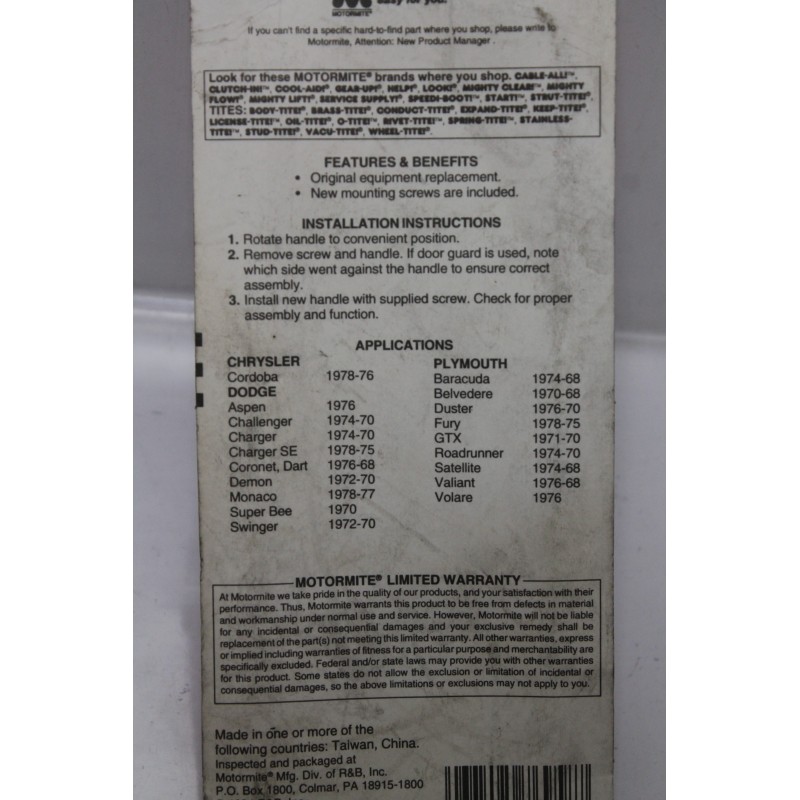 easy for you.
MOTORMITE®
If you can't find a specific hard-to-find part where you shop, please write to
Motormite, Attention: New Product Manager .
Look for these MOTORMITE® brands where you shop. CABLE-ALL!™,
CLUTCH-IN!™, COOL-AID!®, GEAR-UP!®, HELP!®, LOOK!®, MIGHTY CLEAR!™, MIGHTY
FLOW!®, MIGHTY LIFT!®, SERVICE SUPPLY!®, SPEEDI-BOOT!™, START!™, STRUT-TITE!®,
TITES: BODY-TITE!®, BRASS-TITE!®, CONDUCT-TITE!®, EXPAND-TITE!®, KEEP-TITE!®,
LICENSE-TITE!™, OIL-TITE!®, O-TITE!®, RIVET-TITE!™, SPRING-TITE!™, STAINLESS-
TITE!™, STUD-TITE!®, VACU-TITE!®, WHEEL-TITE!®.
FEATURES & BENEFITS
• Original equipment replacement.
• New mounting screws are included.
INSTALLATION INSTRUCTIONS
1. Rotate handle to convenient position.
2. Remove screw and handle. If door guard is used, note
which side went against the handle to ensure correct
assembly.
3. Install new handle with supplied screw. Check for proper
assembly and function.
APPLICATIONS
CHRYSLER
Cordoba 1978-76
DODGE
Aspen 1976
Challenger 1974-70
Charger 1974-70
Charger SE 1978-75
Coronet, Dart 1976-68
Demon 1972-70
Monaco 1978-77
Super Bee 1970
Swinger 1972-70
PLYMOUTH
Baracuda 1974-68
Belvedere 1970-68
Duster 1976-70
Fury 1978-75
GTX 1971-70
Roadrunner 1974-70
Satellite 1974-68
Valiant 1976-68
Volare 1976
MOTORMITE® LIMITED WARRANTY
At Motormite we take pride in the quality of our products, and your satisfaction with their
performance. Thus, Motormite warrants this product to be free from defects in material
and workmanship under normal use and service. However, Motormite will not be liable
for any incidental or consequential damages and your exclusive remedy shall be
replacement of the part(s) not meeting this limited warranty. All other warranties, express
or implied including warranties of fitness for a particular purpose and merchantability are
specifically excluded. Federal and/or state laws may provide you with other warranties
for this product. Some states do not allow the exclusion or limitation of incidental or
consequential damages, so the above limitations or exclusions may not apply to you.
Made in one or more of the
following countries: Taiwan, China.
Inspected and packaged at
Motormite® Mfg. Div. of R&B, Inc.
P.O. Box 1800, Colmar, PA 18915-1800